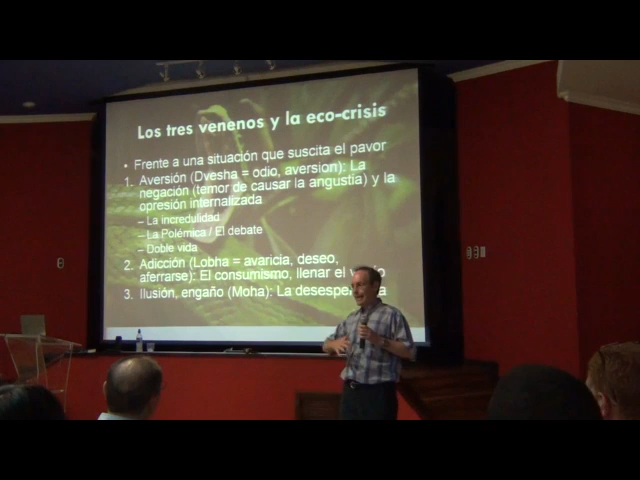 Los tres venenos y la eco-crisis
• Frente a una situación que suscita el pavor
1. Aversión (Dvesha = odio, aversion): La
negación (temor de causar la angustia) y la
opresión internalizada
– La incredulidad
– La Polémica / El debate
– Doble vida
2. Adicción (Lobha = avaricia, deseo,
aferrarse): El consumismo, llenar el
3. Ilusión, engaño (Moha): La